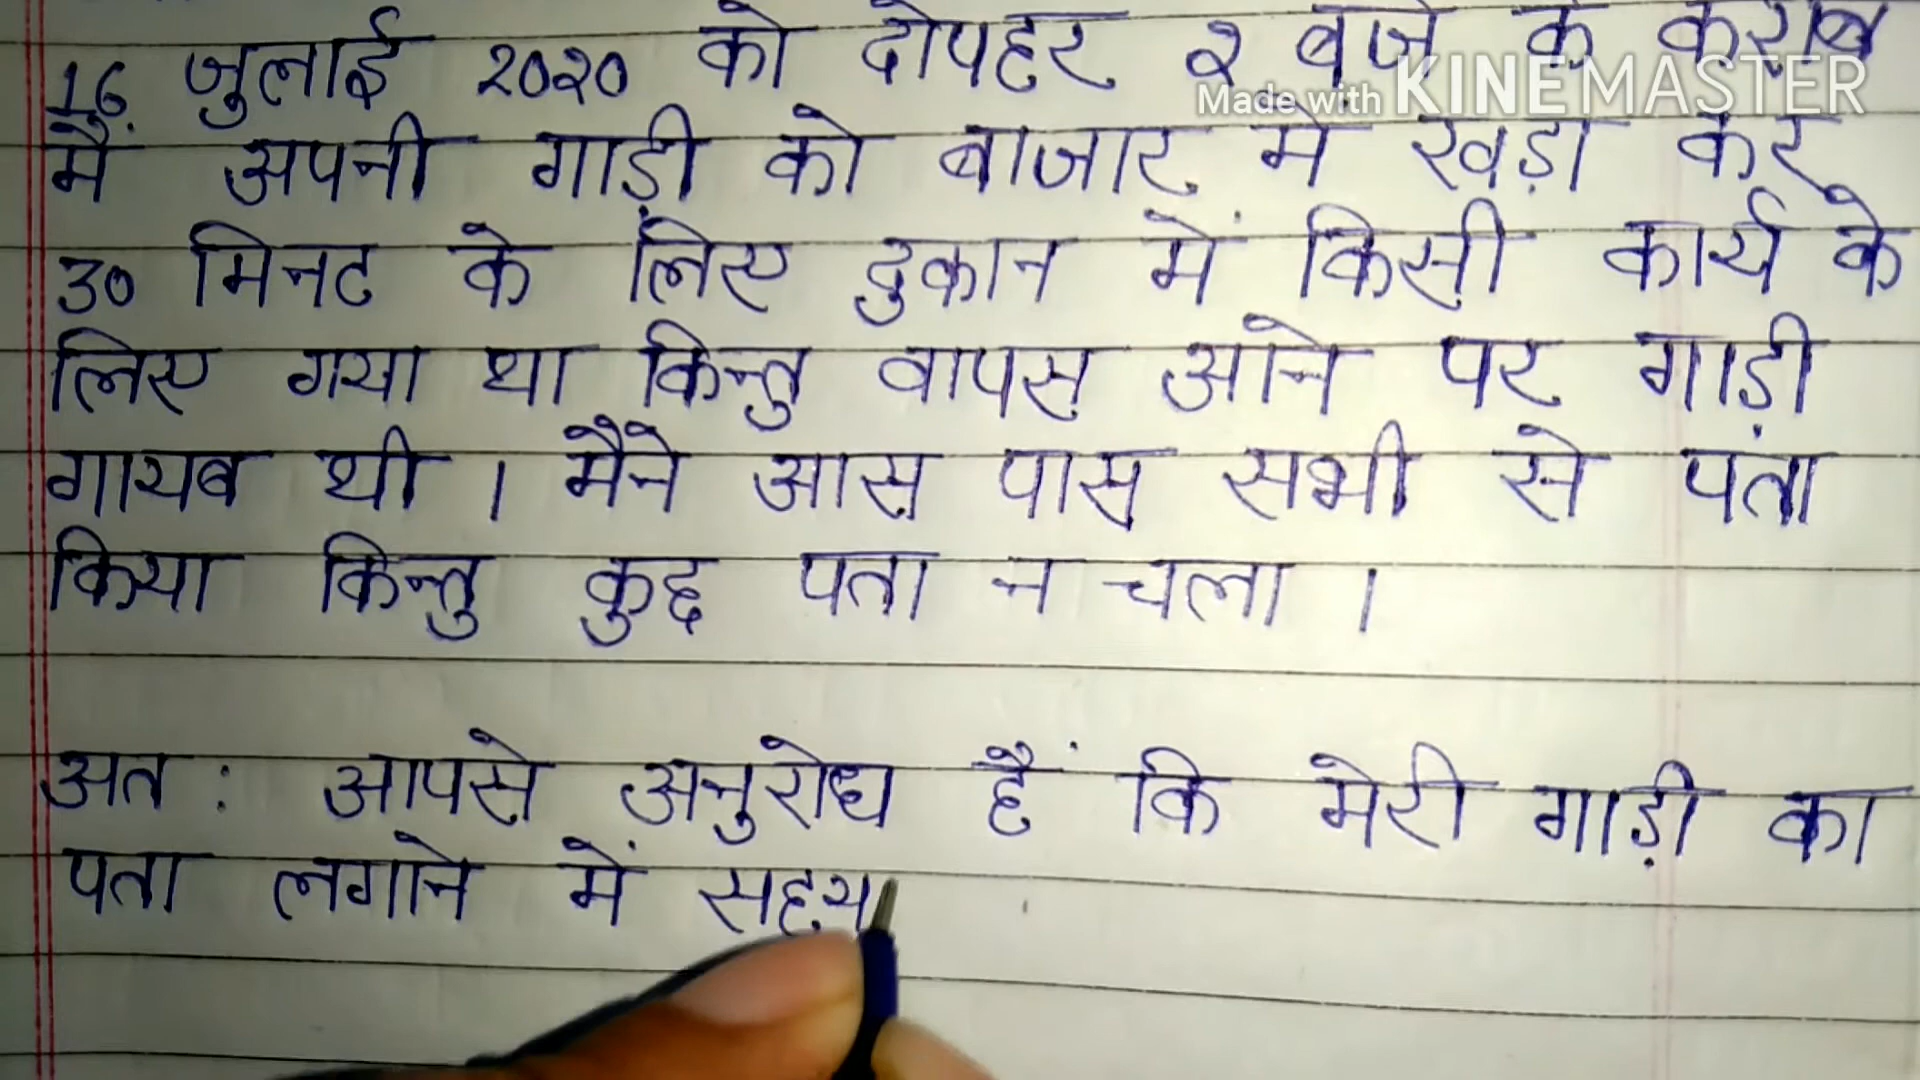 16 जुलाई 2020 को दोपहर 2 बजे के करीब
Made with KINEMASTER
मैं अपनी गाड़ी को बाजार में खड़ा कर
30 मिनट के लिए दुकान में किसी कार्य के
लिए गया था किन्तु वापस आने पर गाड़ी
गायब थी । मैंने आस पास सभी से पता
किया किन्तु कुछ पता न चला ।
अत : आपसे अनुरोध हैं कि मेरी गाड़ी का
पता लगाने में सहय